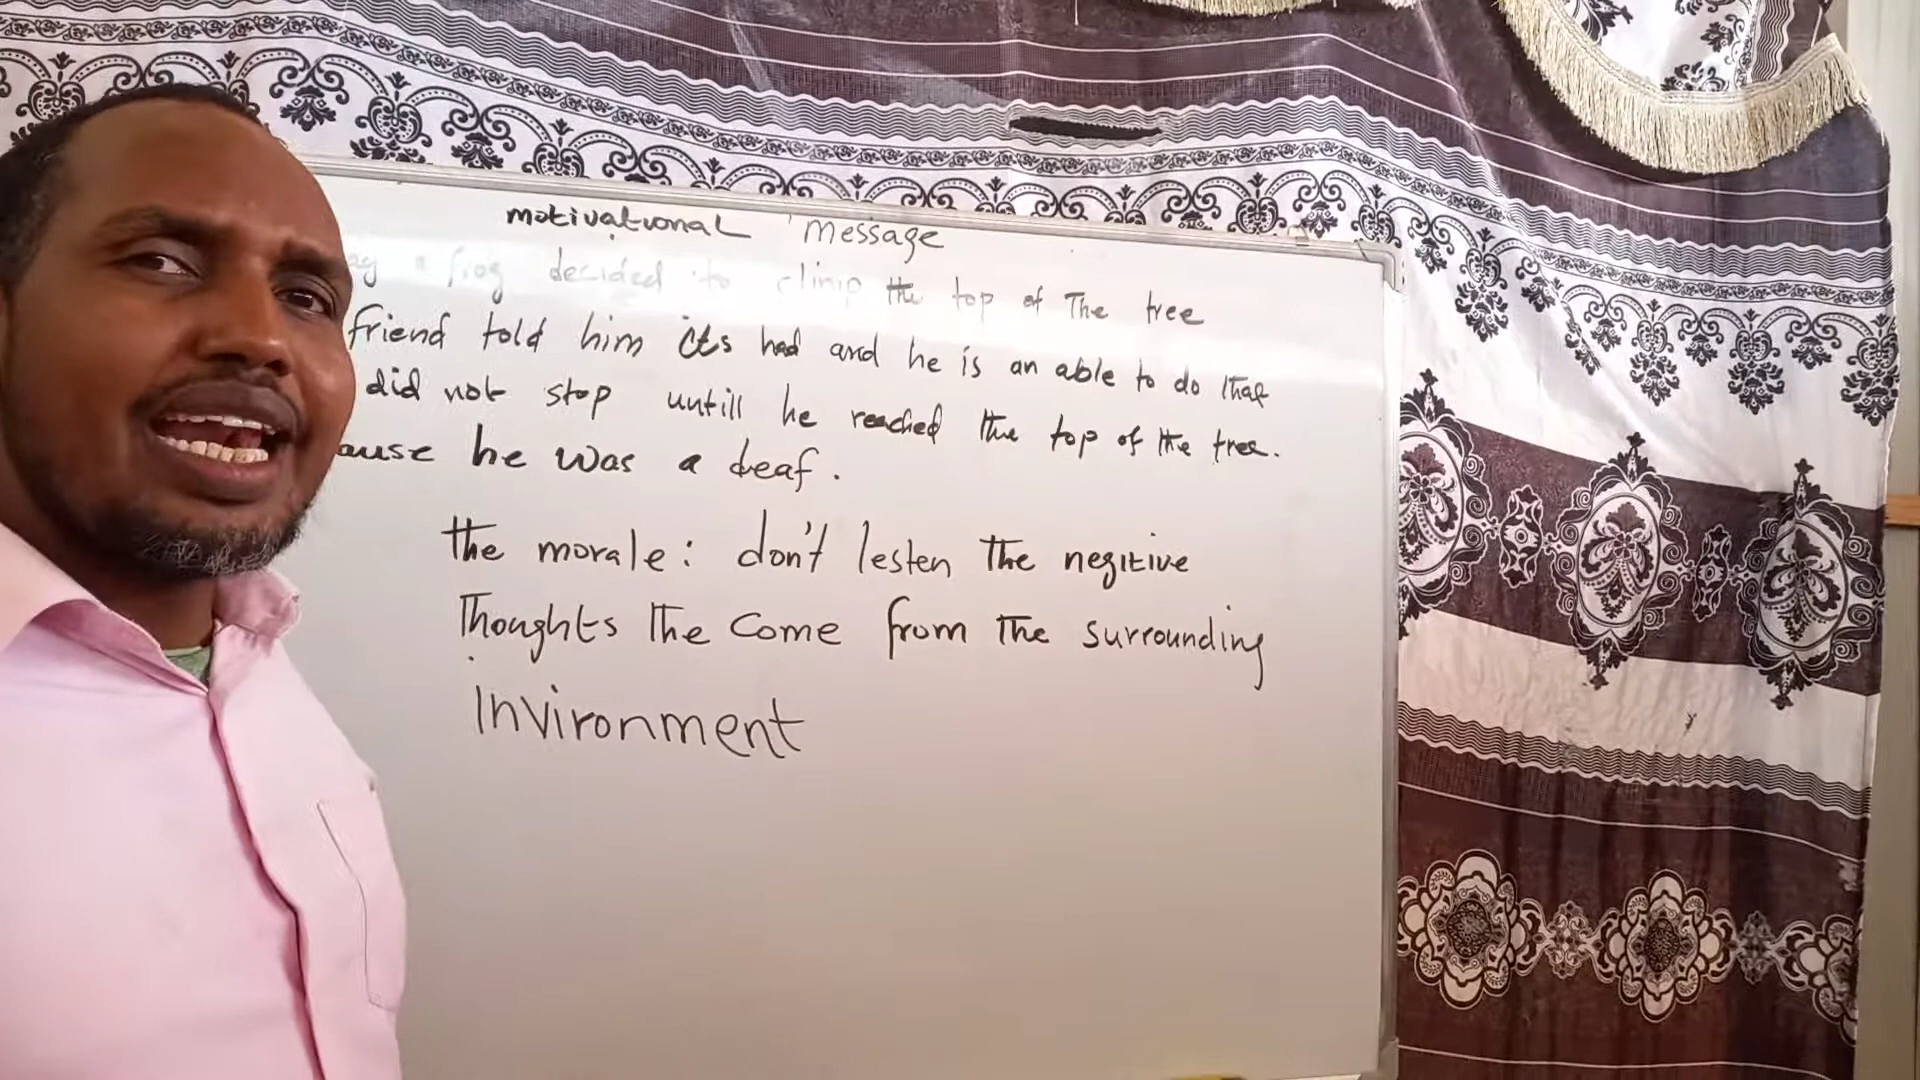 motivational message
a frog decided to climp the top of The tree
friend told him its had and he is an able to do that
did not stop untill he reached the top of the tree.
ause he was a deaf.
the morale: don't lesten the negitive
Thoughts the come from the surrounding
invironment